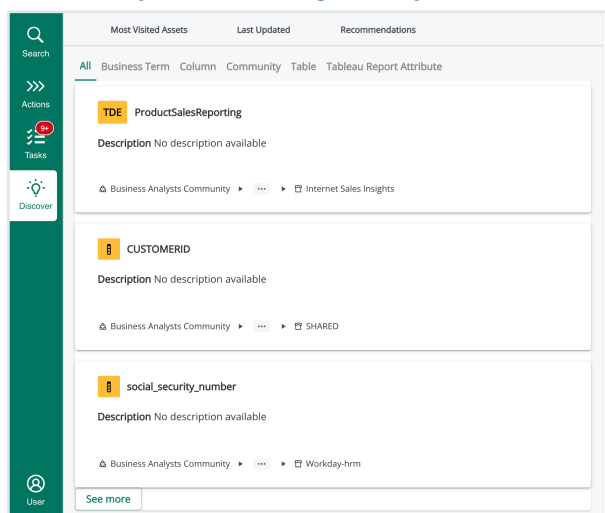 Most Visited Assets Last Updated Recommendations
Search
All Business Term Column Community Table Tableau Report Attribute
Actions
TDE ProductSalesReporting
9+
Description No description available
Tasks
Business Analysts Community ... Internet Sales Insights
Discover
CUSTOMERID
Description No description available
Business Analysts Community ... SHARED
social_security_number
Description No description available
Business Analysts Community ... Workday-hrm
See more
User